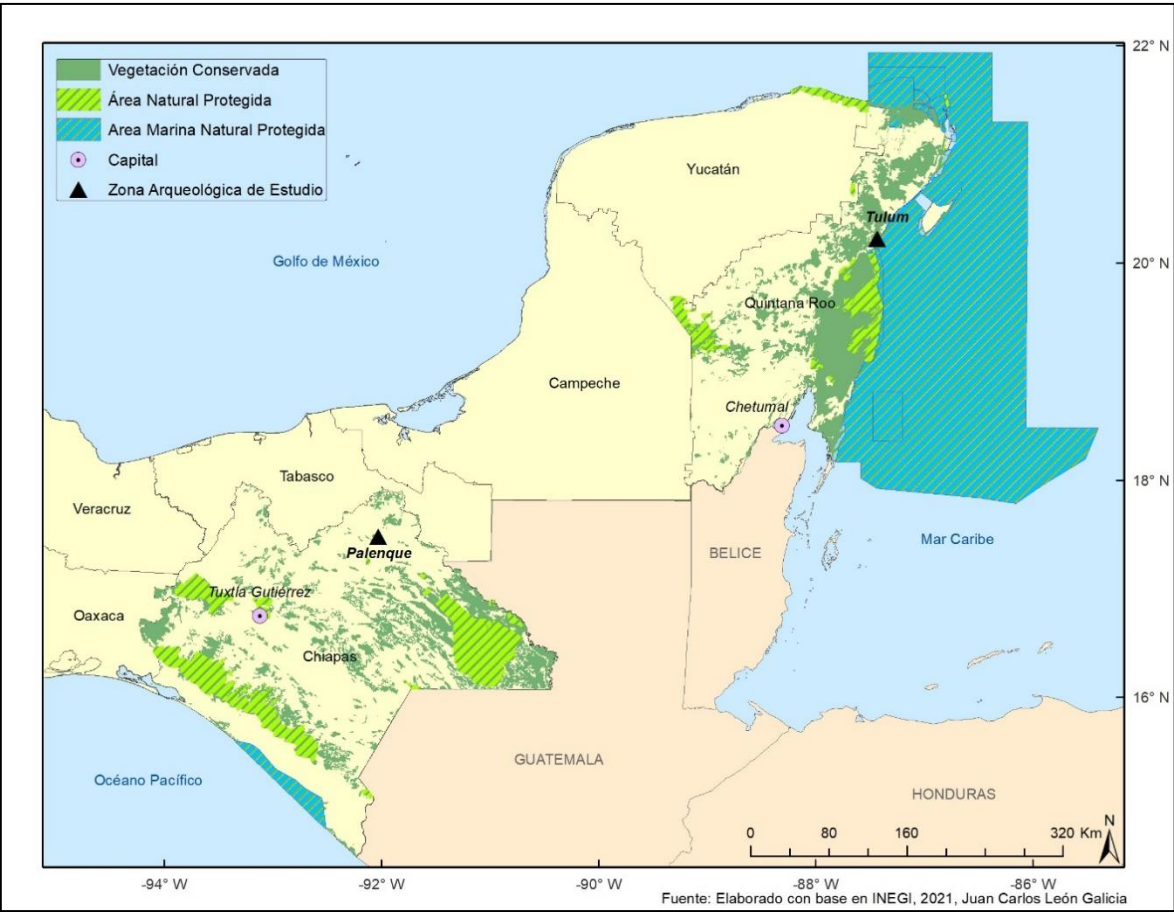 Vegetación Conservada
Área Natural Protegida
Area Marina Natural Protegida
Capital
Zona Arqueológica de Estudio
22° N
Yucatán
Tulum
Golfo de México
20° N
Quintana Roo
Campeche
Chetumal
Tabasco
18° N
Veracruz
Mar Caribe
Palenque
BELICE
Tuxtla Gutiérrez
Oaxaca
Chiapas
16° N
GUATEMALA
Océano Pacífico
HONDURAS
N
0 80 160 320 Km
-94° W -92° W -90° W -88° W -86° W
Fuente: Elaborado con base en INEGI, 2021, Juan Carlos León Galicia